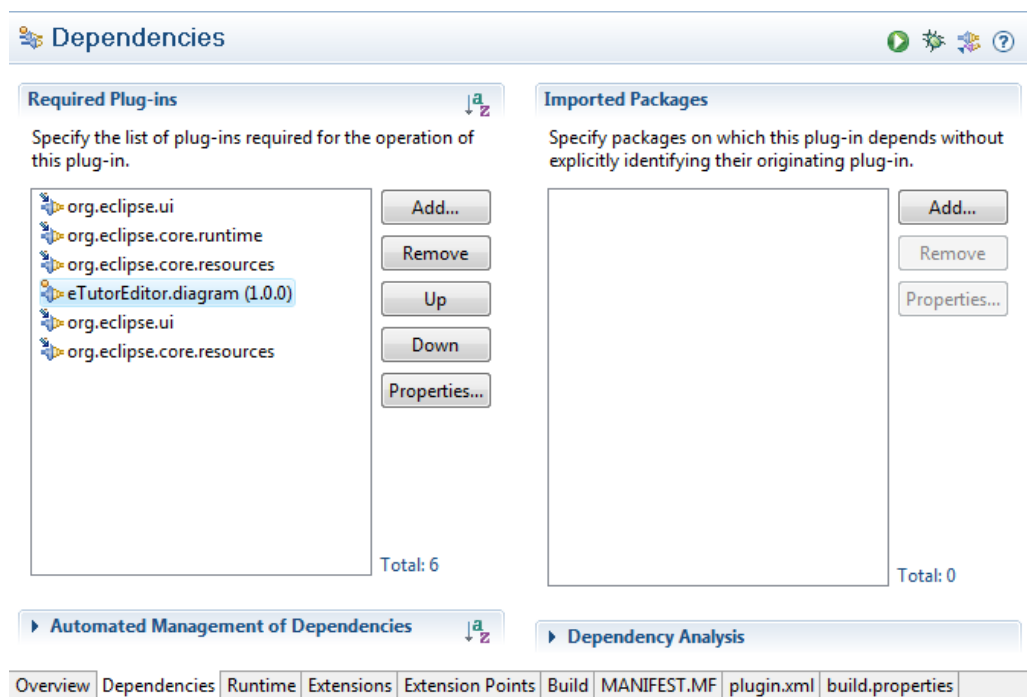 Dependencies
Required Plug-ins
Specify the list of plug-ins required for the operation of
this plug-in.
org.eclipse.ui
org.eclipse.core.runtime
org.eclipse.core.resources
eTutorEditor.diagram (1.0.0)
org.eclipse.ui
org.eclipse.core.resources
Add...
Remove
Up
Down
Properties...
Total: 6
Imported Packages
Specify packages on which this plug-in depends without
explicitly identifying their originating plug-in.
Add...
Remove
Properties...
Total: 0
Automated Management of Dependencies
Dependency Analysis
Overview Dependencies Runtime Extensions Extension Points Build MANIFEST.MF plugin.xml build.properties